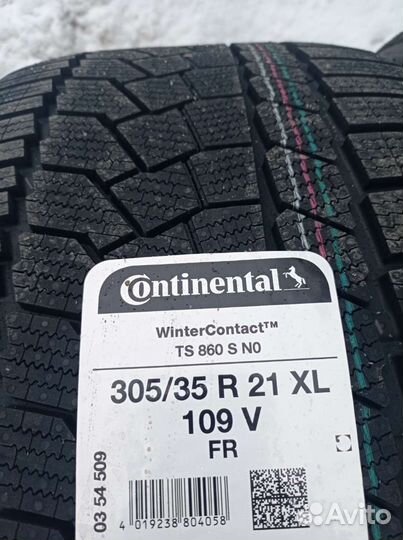 Continental
WinterContact™
TS 860 S N0
305/35 R 21 XL
109 V
FR
03 54 509
4 019238 804058
Avito